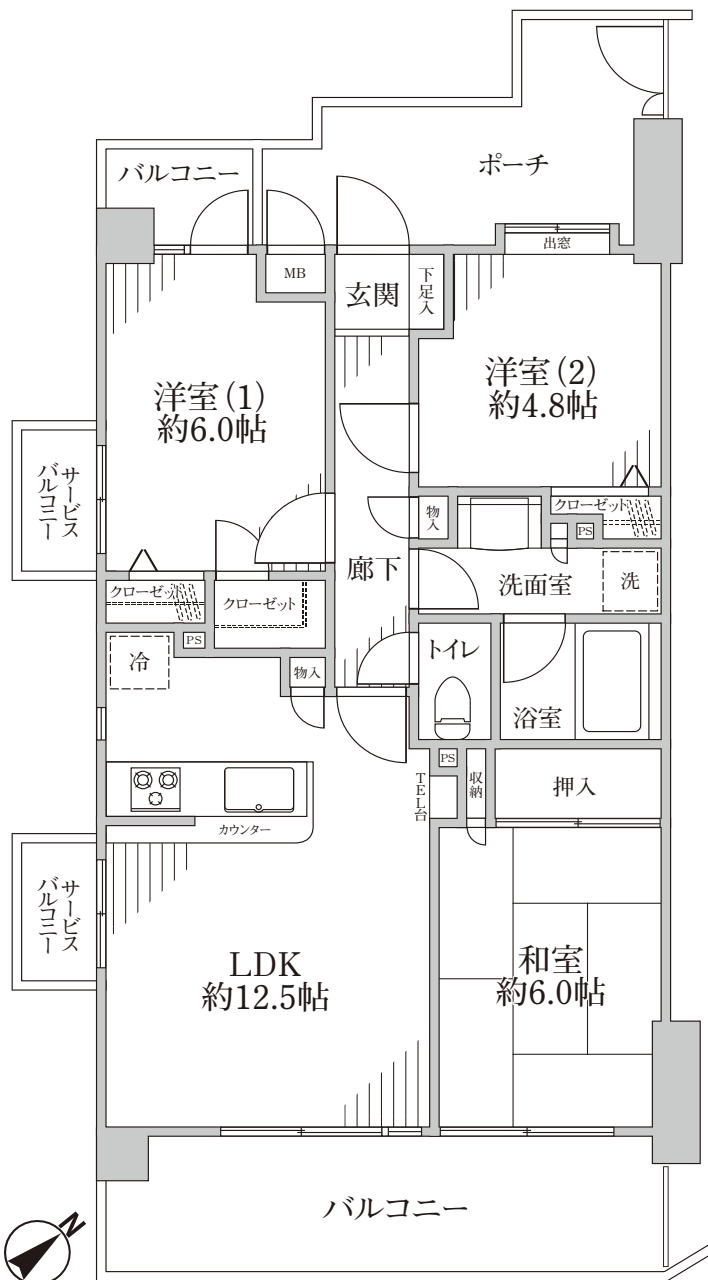 ポーチ
バルコニー
出窓
MB
玄関
下足入
洋室(1)
約6.0帖
洋室(2)
約4.8帖
サービス
バルコニー
物入
クローゼット
PS
廊下
洗面室
洗
クローゼット
クローゼット
PS
冷
物入
トイレ
浴室
PS
TEL台
収納
押入
カウンター
サービス
バルコニー
LDK
約12.5帖
和室
約6.0帖
バルコニー
N